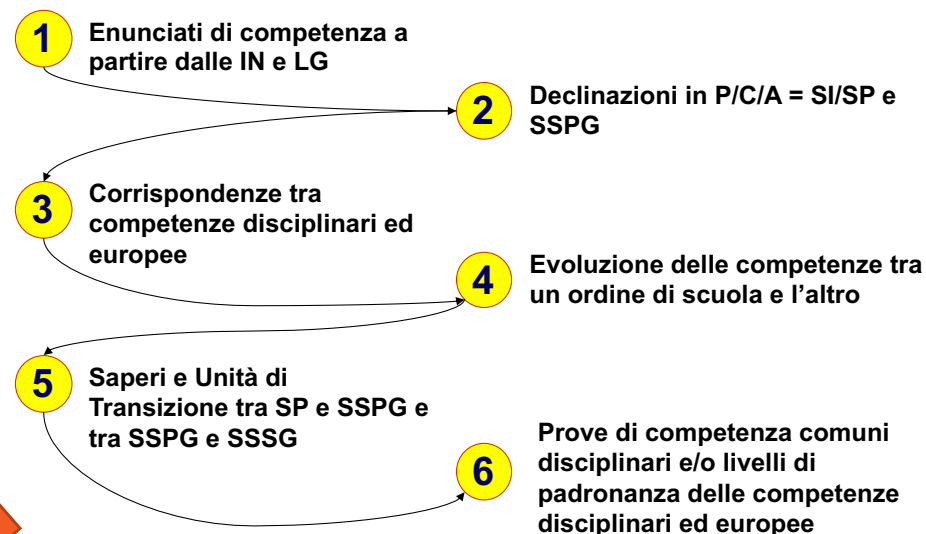 1
Enunciati di competenza a
partire dalle IN e LG
2
Declinazioni in P/C/A = SI/SP e
SSPG
3
Corrispondenze tra
competenze disciplinari ed
europee
4
Evoluzione delle competenze tra
un ordine di scuola e l’altro
5
Saperi e Unità di
Transizione tra SP e SSPG e
tra SSPG e SSSG
6
Prove di competenza comuni
disciplinari e/o livelli di
padronanza delle competenze
disciplinari ed europee